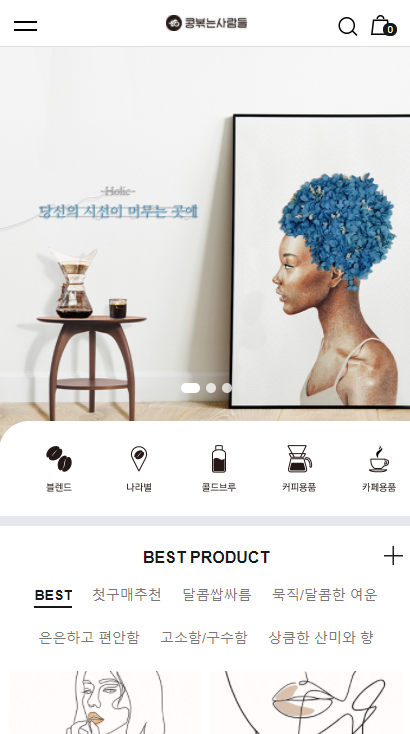 콩볶는사람들
0
Holic
당신의 시선이 머무는 곳에
블렌드
나라별
콜드브루
커피용품
카페용품
BEST PRODUCT
BEST 첫구매추천 달콤쌉싸름 묵직/달콤한 여운
은은하고 편안함 고소함/구수함 상큼한 산미와 향